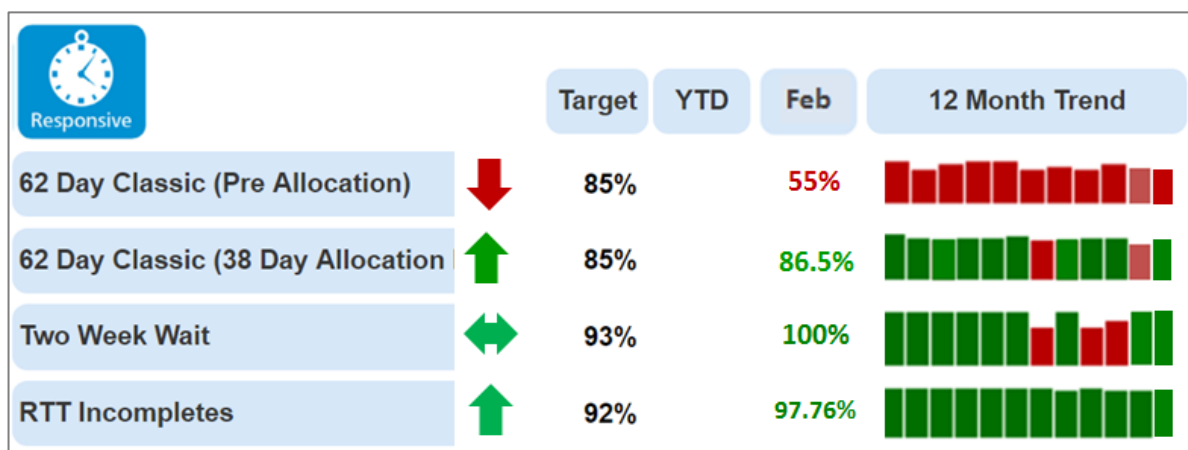 Responsive
Target YTD Feb 12 Month Trend
62 Day Classic (Pre Allocation) 85% 55%
62 Day Classic (38 Day Allocation 85% 86.5%
Two Week Wait 93% 100%
RTT Incompletes 92% 97.76%